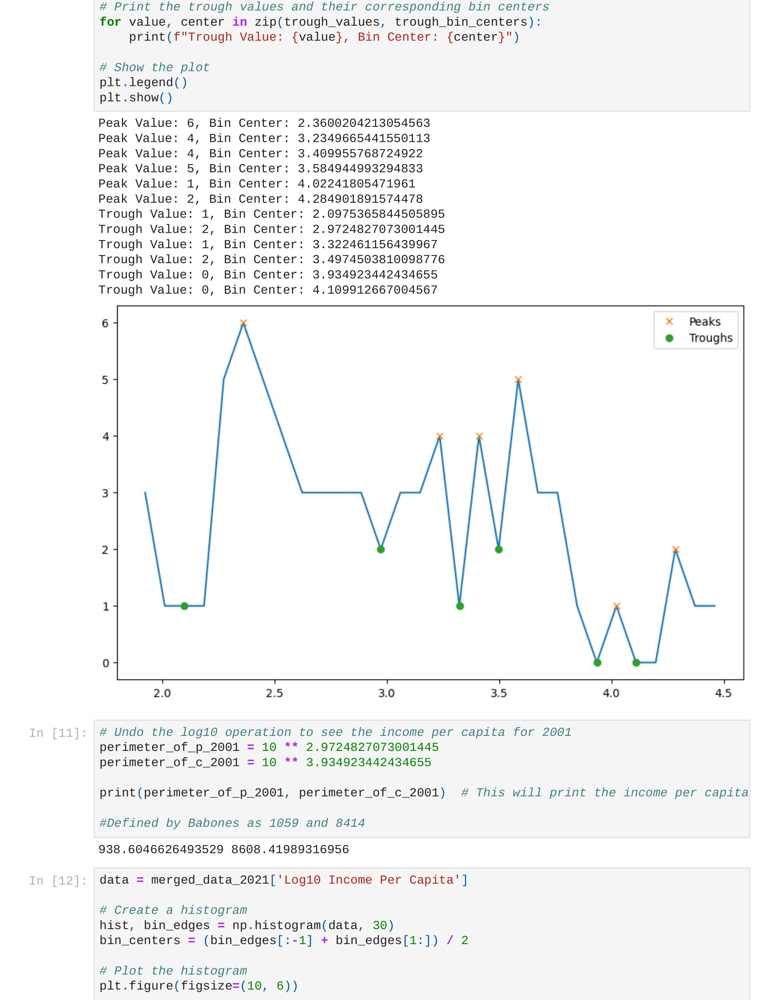 # Print the trough values and their corresponding bin centers
for value, center in zip(trough_values, trough_bin_centers):
    print(f"Trough Value: {value}, Bin Center: {center}")
# Show the plot
plt.legend()
plt.show()
Peak Value: 6, Bin Center: 2.3600204213054563
Peak Value: 4, Bin Center: 3.2349665441550113
Peak Value: 4, Bin Center: 3.409955768724922
Peak Value: 5, Bin Center: 3.584944993294833
Peak Value: 1, Bin Center: 4.02241805471961
Peak Value: 2, Bin Center: 4.284901891574478
Trough Value: 1, Bin Center: 2.0975365844505895
Trough Value: 2, Bin Center: 2.9724827073001445
Trough Value: 1, Bin Center: 3.322461156439967
Trough Value: 2, Bin Center: 3.4974503810098776
Trough Value: 0, Bin Center: 3.934923442434655
Trough Value: 0, Bin Center: 4.109912667004567
Peaks
Troughs
6
5
4
3
2
1
0
2.0 2.5 3.0 3.5 4.0 4.5
In [11]:
# Undo the log10 operation to see the income per capita for 2001
perimeter_of_p_2001 = 10 ** 2.9724827073001445
perimeter_of_c_2001 = 10 ** 3.934923442434655
print(perimeter_of_p_2001, perimeter_of_c_2001)  # This will print the income per capita
#Defined by Babones as 1059 and 8414
938.6046626493529 8608.41989316956
In [12]:
data = merged_data_2021['Log10 Income Per Capita']
# Create a histogram
hist, bin_edges = np.histogram(data, 30)
bin_centers = (bin_edges[:-1] + bin_edges[1:]) / 2
# Plot the histogram
plt.figure(figsize=(10, 6))